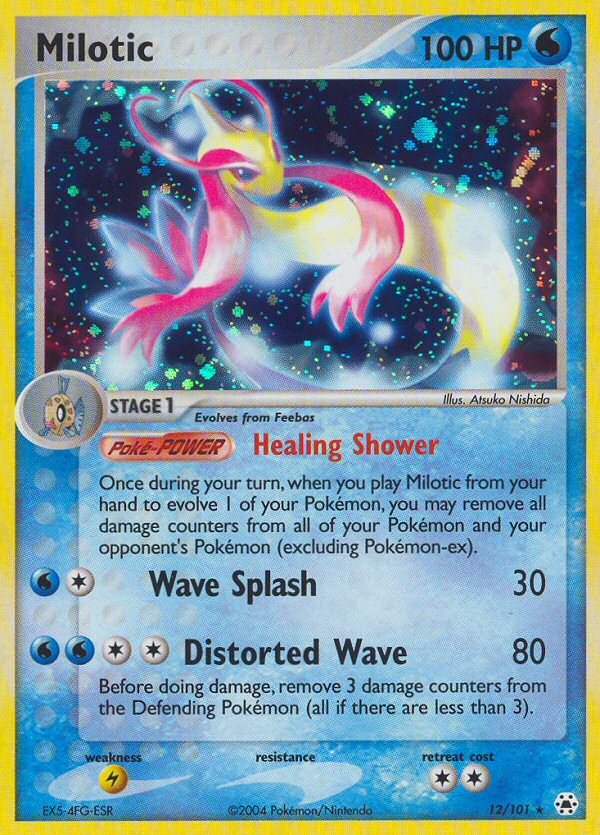 Milotic
100 HP
Illus. Atsuko Nishida
STAGE 1
Evolves from Feebas
Poké-POWER Healing Shower
Once during your turn, when you play Milotic from your
hand to evolve 1 of your Pokémon, you may remove all
damage counters from all of your Pokémon and your
opponent's Pokémon (excluding Pokémon-ex).
Wave Splash 30
Distorted Wave 80
Before doing damage, remove 3 damage counters from
the Defending Pokémon (all if there are less than 3).
weakness resistance retreat cost
EX5-4FG-ESR ©2004 Pokémon/Nintendo 12/101 ★